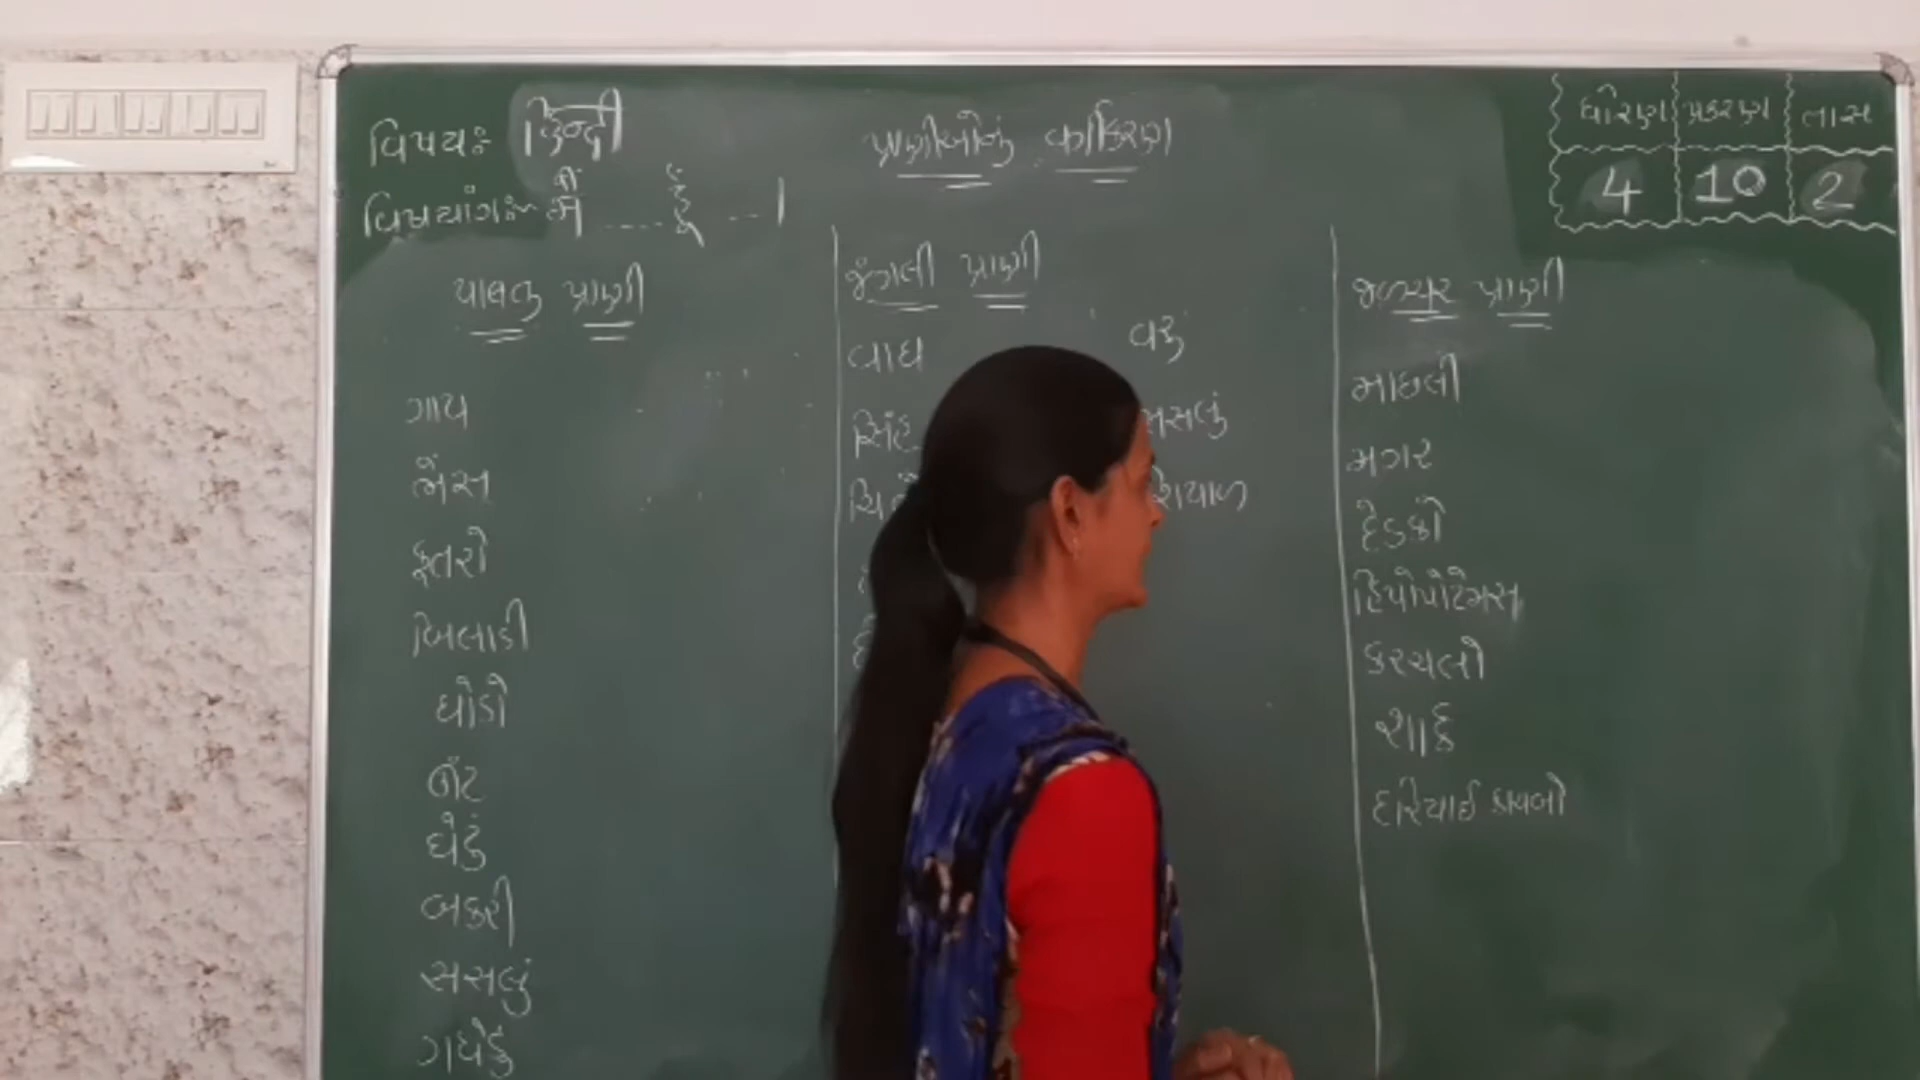 વિષય:- हिन्दी
પ્રાણીઓનું વર્ગીકરણ
ધોરણ પ્રકરણ તાસ
4 10 2
વિષયાંગ:- मैं .... हूँ ... ।
પાલતુ પ્રાણી
ગાય
ભેંસ
કૂતરો
બિલાડી
ઘોડો
ઊંટ
ઘેટું
બકરી
સસલું
ગધેડું
જંગલી પ્રાણી
વાઘ
સિંહ
વરુ
સસલું
શિયાળ
જળચર પ્રાણી
માછલી
મગર
દેડકો
હિપોપોટેમસ
કરચલો
શાર્ક
દરિયાઈ કાચબો